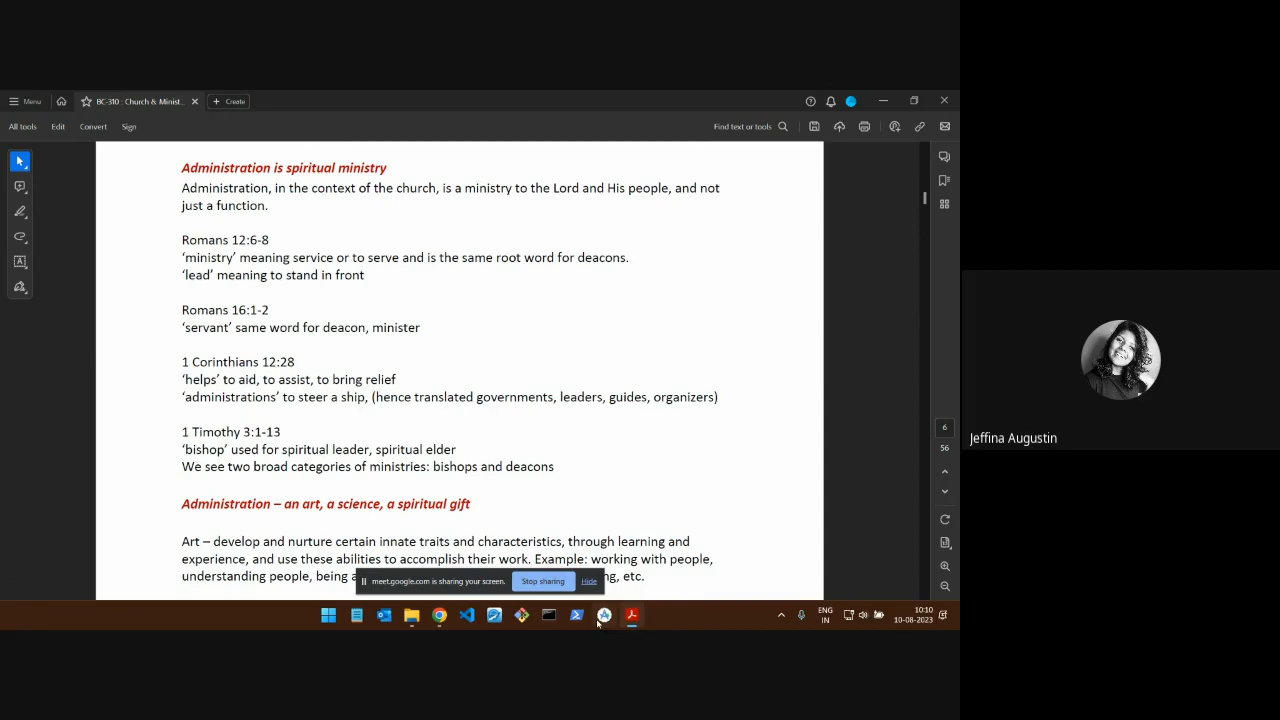 Menu
BC-310 : Church & Minist...
Create
All tools
Edit
Convert
Sign
Find text or tools
Administration is spiritual ministry
Administration, in the context of the church, is a ministry to the Lord and His people, and not
just a function.
Romans 12:6-8
‘ministry’ meaning service or to serve and is the same root word for deacons.
‘lead’ meaning to stand in front
Romans 16:1-2
‘servant’ same word for deacon, minister
1 Corinthians 12:28
‘helps’ to aid, to assist, to bring relief
‘administrations’ to steer a ship, (hence translated governments, leaders, guides, organizers)
1 Timothy 3:1-13
‘bishop’ used for spiritual leader, spiritual elder
We see two broad categories of ministries: bishops and deacons
Administration – an art, a science, a spiritual gift
Art – develop and nurture certain innate traits and characteristics, through learning and
experience, and use these abilities to accomplish their work. Example: working with people,
understanding people, being
etc.
meet.google.com is sharing your screen.
Stop sharing
Hide
6
56
ENG
IN
10:10
10-08-2023
Jeffina Augustin